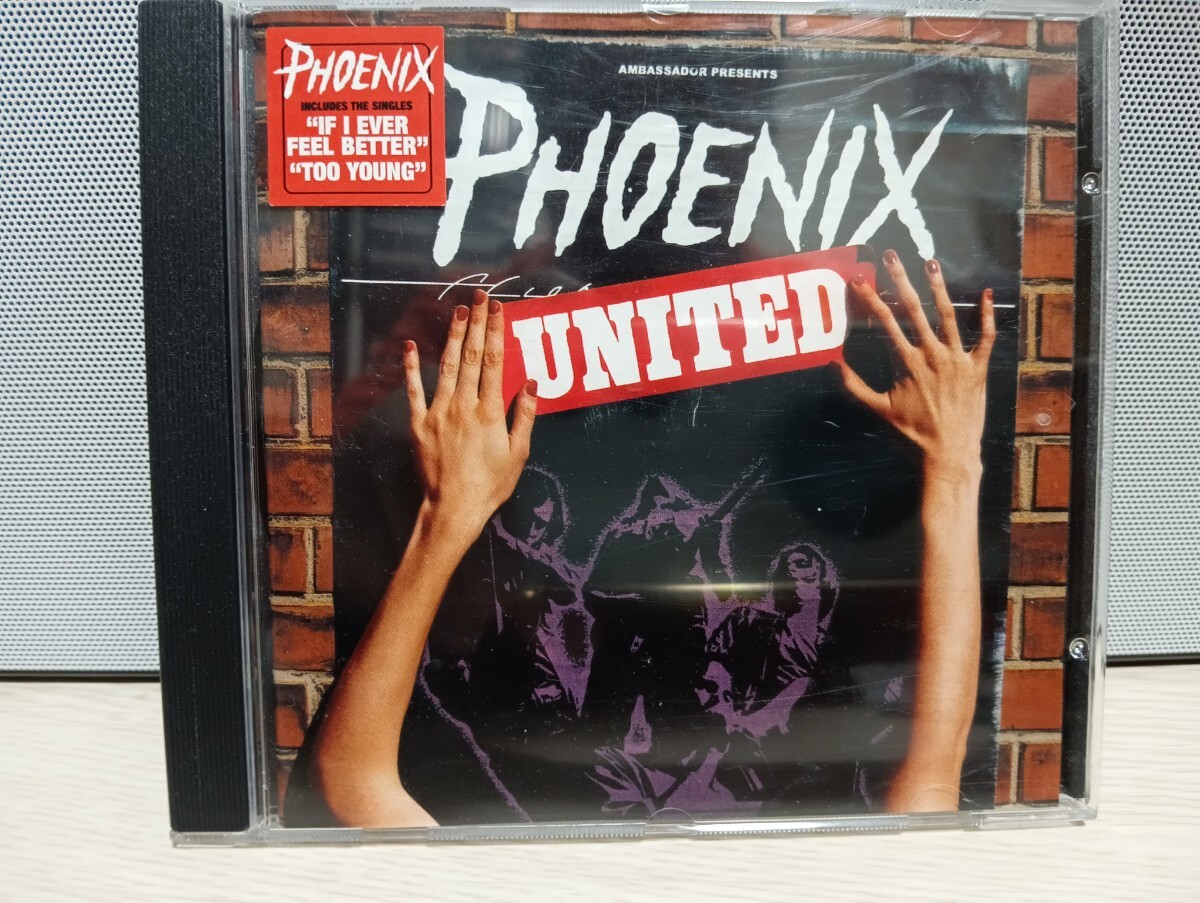 PHOENIX
INCLUDES THE SINGLES
“IF I EVER
FEEL BETTER”
“TOO YOUNG”
AMBASSADOR PRESENTS
PHOENIX
UNITED